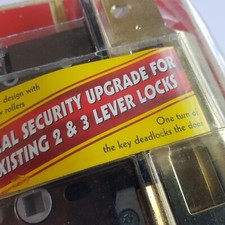 design with
rollers
AL SECURITY UPGRADE FOR
XISTING 2 & 3 LEVER LOCKS
One turn of
the key deadlocks the door